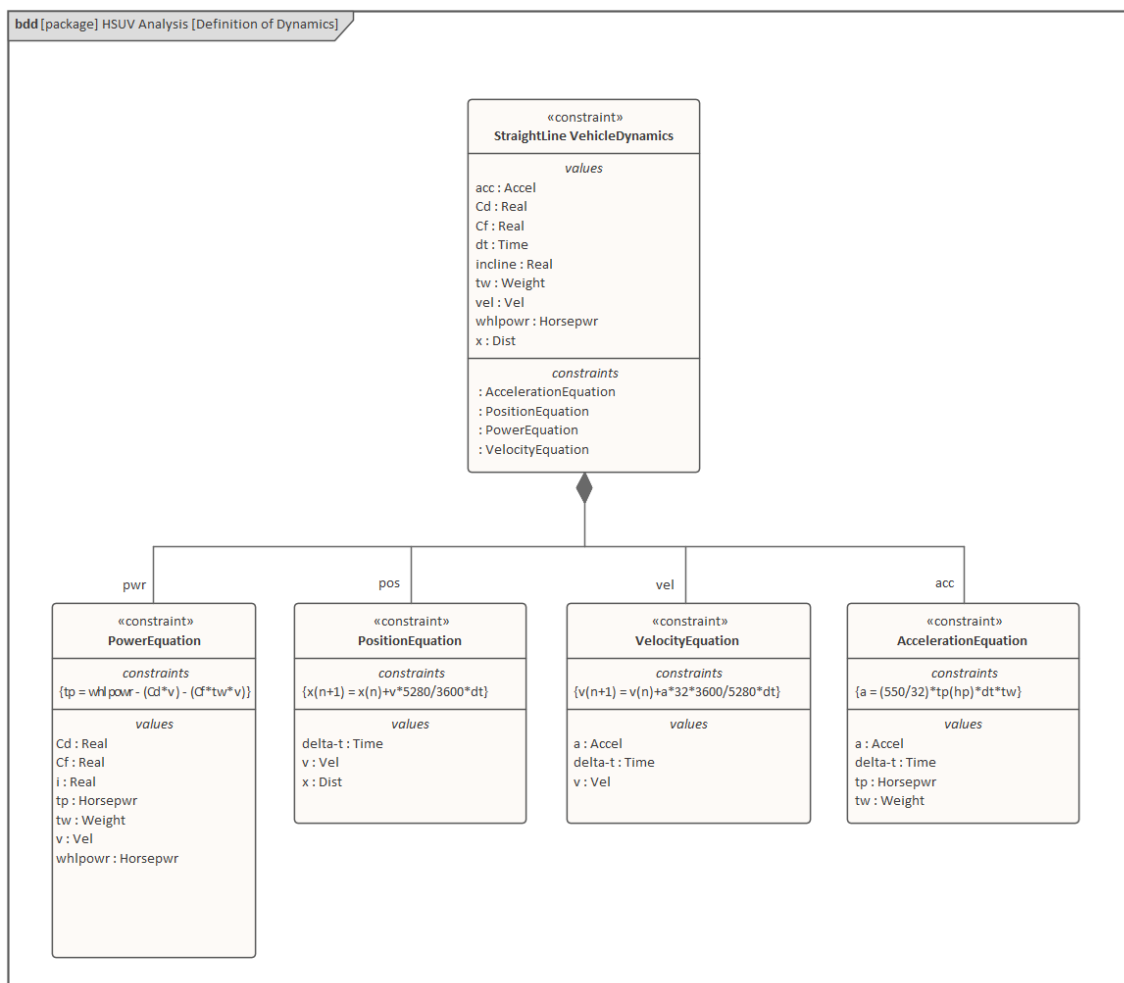 bdd [package] HSUV Analysis [Definition of Dynamics]
«constraint»
StraightLine VehicleDynamics
values
acc : Accel
Cd : Real
Cf : Real
dt : Time
incline : Real
tw : Weight
vel : Vel
whlpowr : Horsepwr
x : Dist
constraints
: AccelerationEquation
: PositionEquation
: PowerEquation
: VelocityEquation
pwr
pos
vel
acc
«constraint»
PowerEquation
constraints
{tp = whlpowr - (Cd*v) - (Cf*tw*v)}
values
Cd : Real
Cf : Real
i : Real
tp : Horsepwr
tw : Weight
v : Vel
whlpowr : Horsepwr
«constraint»
PositionEquation
constraints
{x(n+1) = x(n)+v*5280/3600*dt}
values
delta-t : Time
v : Vel
x : Dist
«constraint»
VelocityEquation
constraints
{v(n+1) = v(n)+a*32*3600/5280*dt}
values
a : Accel
delta-t : Time
v : Vel
«constraint»
AccelerationEquation
constraints
{a = (550/32)*tp(hp)*dt*tw}
values
a : Accel
delta-t : Time
tp : Horsepwr
tw : Weight